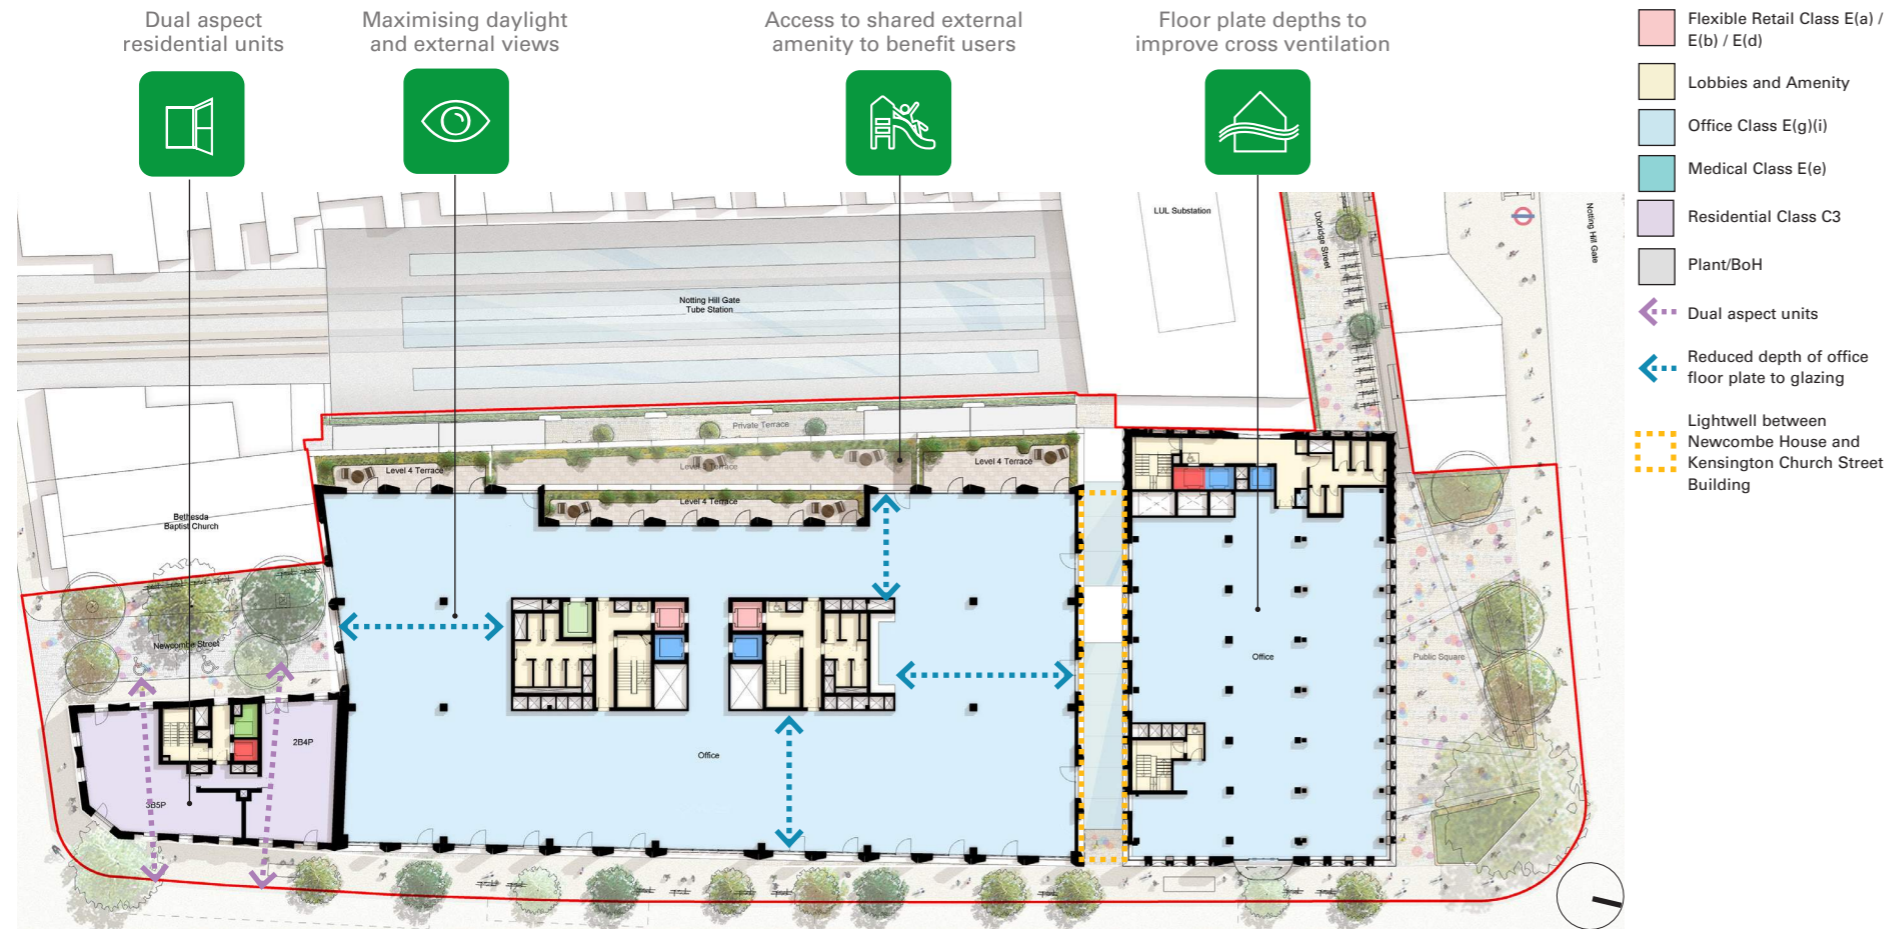 Dual aspect
residential units
Maximising daylight
and external views
Access to shared external
amenity to benefit users
Floor plate depths to
improve cross ventilation
Flexible Retail Class E(a) /
E(b) / E(d)
Lobbies and Amenity
Office Class E(g)(i)
Medical Class E(e)
Residential Class C3
Plant/BoH
Dual aspect units
Reduced depth of office
floor plate to glazing
Lightwell between
Newcombe House and
Kensington Church Street
Building
LUL Substation
Uxbridge Street
Notting Hill Gate
Notting Hill Gate
Tube Station
Private Terrace
Level 4 Terrace
Terrace
Level 4 Terrace
Level 4 Terrace
Bethesda
Baptist Church
Newcombe Street
2B4P
3B5P
Office
Office
Public Square